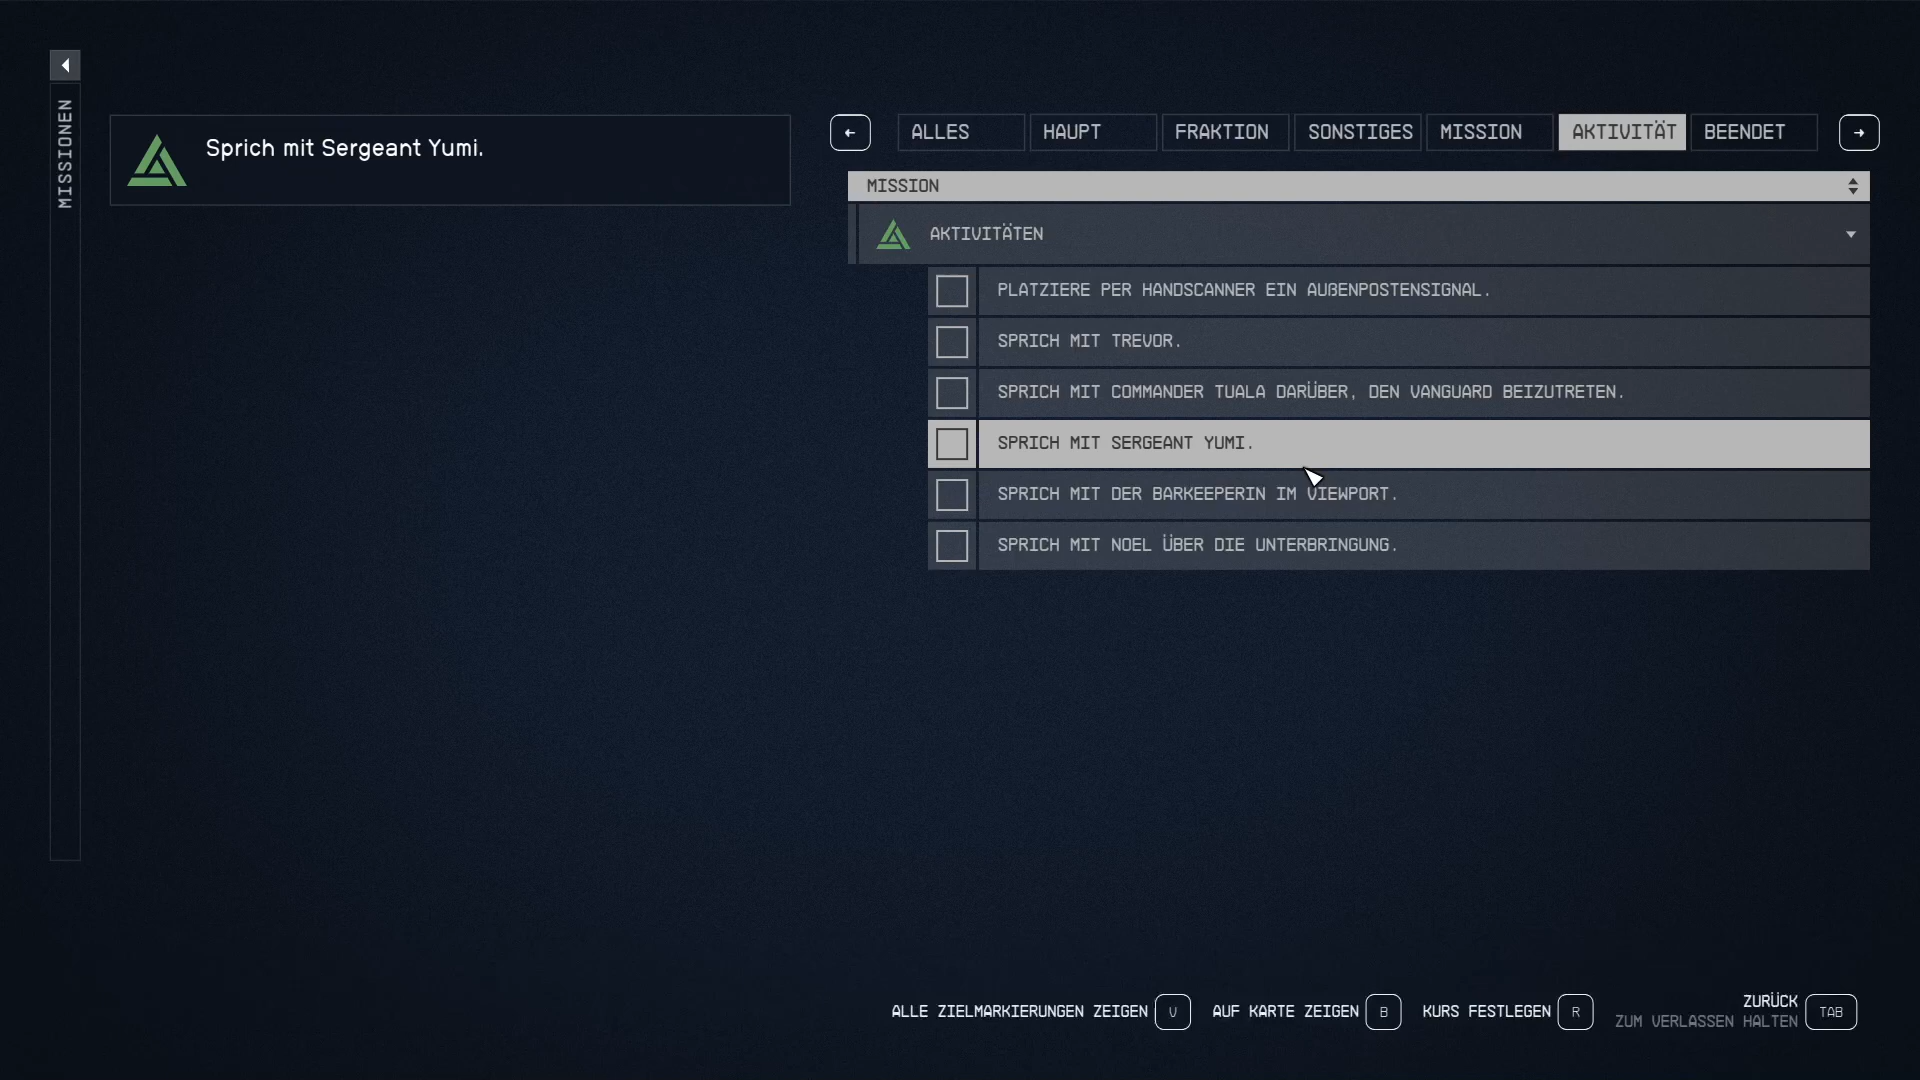 MISSIONEN
Sprich mit Sergeant Yumi.
ALLES HAUPT FRAKTION SONSTIGES MISSION AKTIVITÄT BEENDET
MISSION
AKTIVITÄTEN
PLATZIERE PER HANDSCANNER EIN AUßENPOSTENSIGNAL.
SPRICH MIT TREVOR.
SPRICH MIT COMMANDER TUALA DARÜBER, DEN VANGUARD BEIZUTRETEN.
SPRICH MIT SERGEANT YUMI.
SPRICH MIT DER BARKEEPERIN IM VIEWPORT.
SPRICH MIT NOEL ÜBER DIE UNTERBRINGUNG.
ALLE ZIELMARKIERUNGEN ZEIGEN V AUF KARTE ZEIGEN B KURS FESTLEGEN R ZURÜCK
ZUM VERLASSEN HALTEN TAB